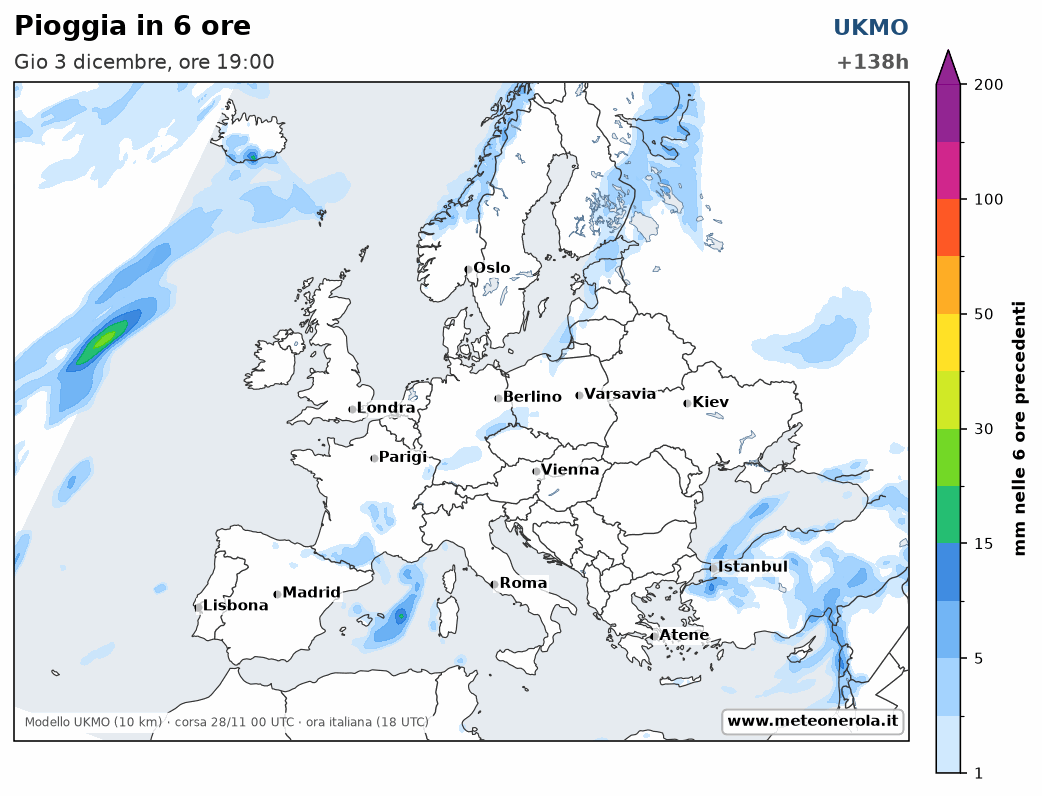 Pioggia in 6 ore
UKMO
Gio 3 dicembre, ore 19:00
+138h
200
100
50
30
15
5
1
mm nelle 6 ore precedenti
Oslo
Londra
Berlino
Varsavia
Kiev
Parigi
Vienna
Istanbul
Roma
Madrid
Lisbona
Atene
Modello UKMO (10 km) · corsa 28/11 00 UTC · ora italiana (18 UTC)
www.meteonerola.it